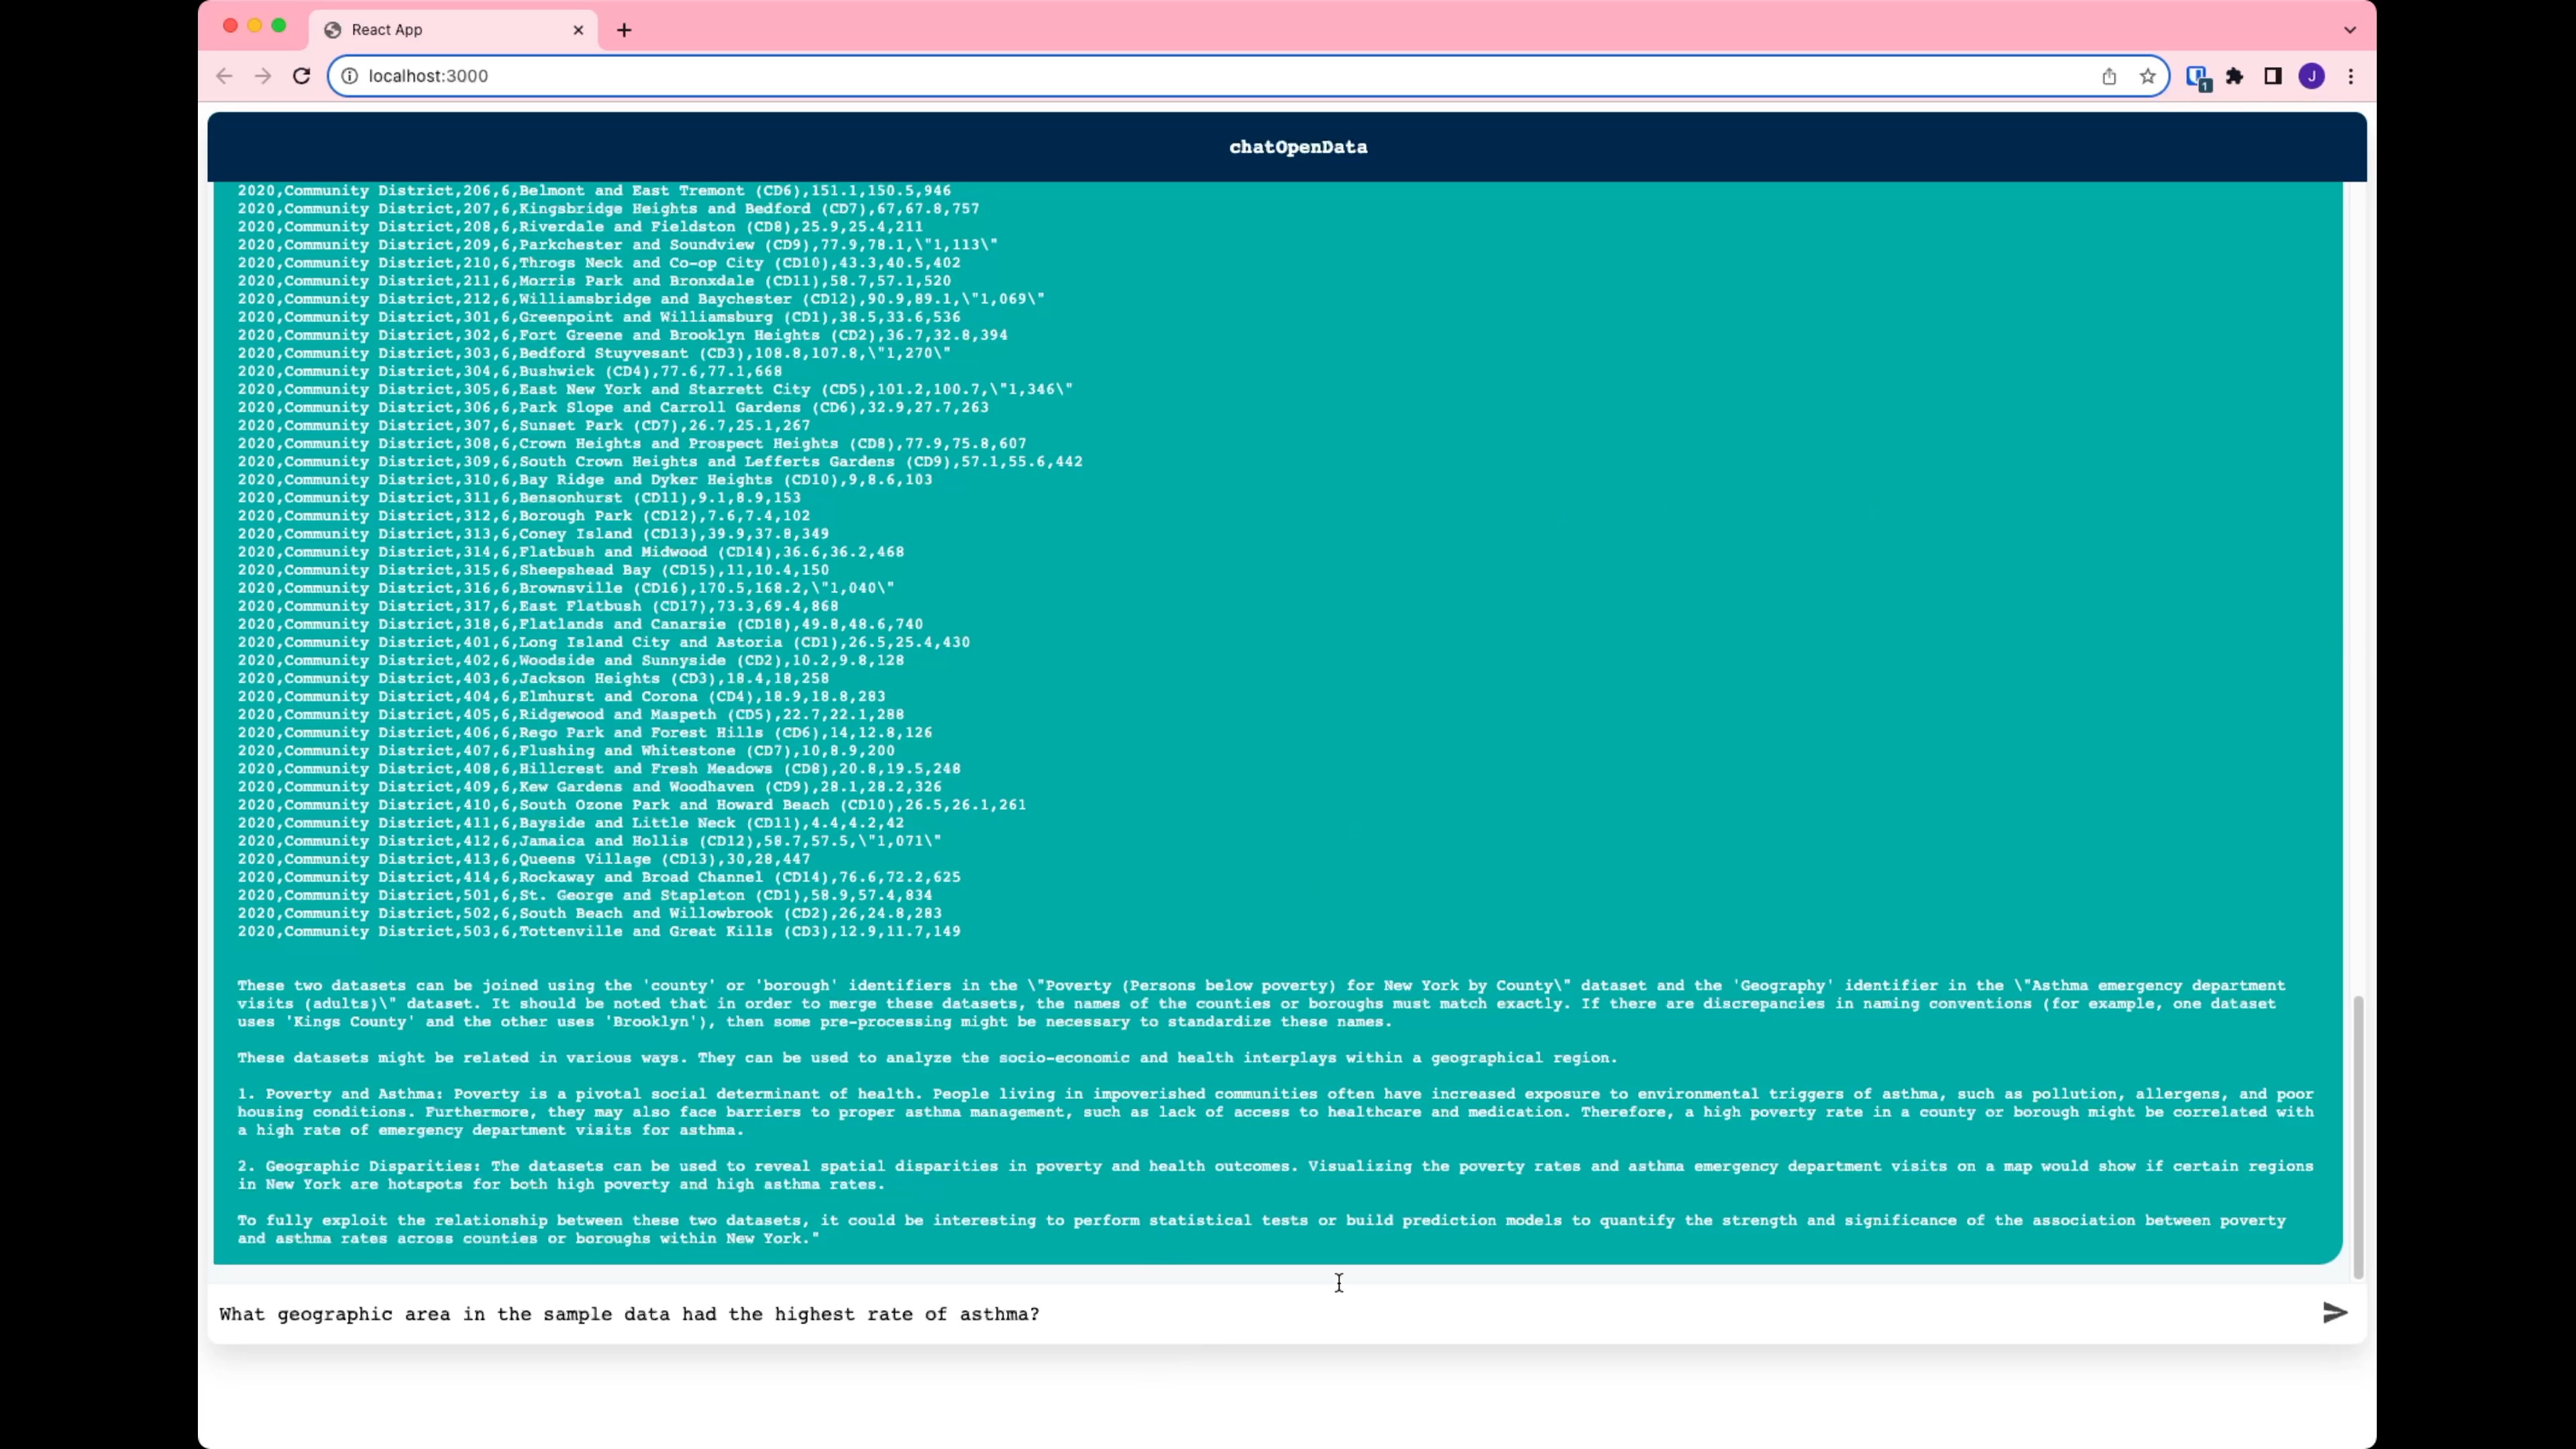 React App
localhost:3000
1
J
chatOpenData
2020,Community District,206,6,Belmont and East Tremont (CD6),151.1,150.5,946
2020,Community District,207,6,Kingsbridge Heights and Bedford (CD7),67,67.8,757
2020,Community District,208,6,Riverdale and Fieldston (CD8),25.9,25.4,211
2020,Community District,209,6,Parkchester and Soundview (CD9),77.9,78.1,\"1,113\"
2020,Community District,210,6,Throgs Neck and Co-op City (CD10),43.3,40.5,402
2020,Community District,211,6,Morris Park and Bronxdale (CD11),58.7,57.1,520
2020,Community District,212,6,Williamsbridge and Baychester (CD12),90.9,89.1,\"1,069\"
2020,Community District,301,6,Greenpoint and Williamsburg (CD1),38.5,33.6,536
2020,Community District,302,6,Fort Greene and Brooklyn Heights (CD2),36.7,32.8,394
2020,Community District,303,6,Bedford Stuyvesant (CD3),108.8,107.8,\"1,270\"
2020,Community District,304,6,Bushwick (CD4),77.6,77.1,668
2020,Community District,305,6,East New York and Starrett City (CD5),101.2,100.7,\"1,346\"
2020,Community District,306,6,Park Slope and Carroll Gardens (CD6),32.9,27.7,263
2020,Community District,307,6,Sunset Park (CD7),26.7,25.1,267
2020,Community District,308,6,Crown Heights and Prospect Heights (CD8),77.9,75.8,607
2020,Community District,309,6,South Crown Heights and Lefferts Gardens (CD9),57.1,55.6,442
2020,Community District,310,6,Bay Ridge and Dyker Heights (CD10),9,8.6,103
2020,Community District,311,6,Bensonhurst (CD11),9.1,8.9,153
2020,Community District,312,6,Borough Park (CD12),7.6,7.4,102
2020,Community District,313,6,Coney Island (CD13),39.9,37.8,349
2020,Community District,314,6,Flatbush and Midwood (CD14),36.6,36.2,468
2020,Community District,315,6,Sheepshead Bay (CD15),11,10.4,150
2020,Community District,316,6,Brownsville (CD16),170.5,168.2,\"1,040\"
2020,Community District,317,6,East Flatbush (CD17),73.3,69.4,868
2020,Community District,318,6,Flatlands and Canarsie (CD18),49.8,48.6,740
2020,Community District,401,6,Long Island City and Astoria (CD1),26.5,25.4,430
2020,Community District,402,6,Woodside and Sunnyside (CD2),10.2,9.8,128
2020,Community District,403,6,Jackson Heights (CD3),18.4,18,258
2020,Community District,404,6,Elmhurst and Corona (CD4),18.9,18.8,283
2020,Community District,405,6,Ridgewood and Maspeth (CD5),22.7,22.1,288
2020,Community District,406,6,Rego Park and Forest Hills (CD6),14,12.8,126
2020,Community District,407,6,Flushing and Whitestone (CD7),10,8.9,200
2020,Community District,408,6,Hillcrest and Fresh Meadows (CD8),20.8,19.5,248
2020,Community District,409,6,Kew Gardens and Woodhaven (CD9),28.1,28.2,326
2020,Community District,410,6,South Ozone Park and Howard Beach (CD10),26.5,26.1,261
2020,Community District,411,6,Bayside and Little Neck (CD11),4.4,4.2,42
2020,Community District,412,6,Jamaica and Hollis (CD12),58.7,57.5,\"1,071\"
2020,Community District,413,6,Queens Village (CD13),30,28,447
2020,Community District,414,6,Rockaway and Broad Channel (CD14),76.6,72.2,625
2020,Community District,501,6,St. George and Stapleton (CD1),58.9,57.4,834
2020,Community District,502,6,South Beach and Willowbrook (CD2),26,24.8,283
2020,Community District,503,6,Tottenville and Great Kills (CD3),12.9,11.7,149
These two datasets can be joined using the 'county' or 'borough' identifiers in the \"Poverty (Persons below poverty) for New York by County\" dataset and the 'Geography' identifier in the \"Asthma emergency department
visits (adults)\" dataset. It should be noted that in order to merge these datasets, the names of the counties or boroughs must match exactly. If there are discrepancies in naming conventions (for example, one dataset
uses 'Kings County' and the other uses 'Brooklyn'), then some pre-processing might be necessary to standardize these names.
These datasets might be related in various ways. They can be used to analyze the socio-economic and health interplays within a geographical region.
1. Poverty and Asthma: Poverty is a pivotal social determinant of health. People living in impoverished communities often have increased exposure to environmental triggers of asthma, such as pollution, allergens, and poor
housing conditions. Furthermore, they may also face barriers to proper asthma management, such as lack of access to healthcare and medication. Therefore, a high poverty rate in a county or borough might be correlated with
a high rate of emergency department visits for asthma.
2. Geographic Disparities: The datasets can be used to reveal spatial disparities in poverty and health outcomes. Visualizing the poverty rates and asthma emergency department visits on a map would show if certain regions
in New York are hotspots for both high poverty and high asthma rates.
To fully exploit the relationship between these two datasets, it could be interesting to perform statistical tests or build prediction models to quantify the strength and significance of the association between poverty
and asthma rates across counties or boroughs within New York."
What geographic area in the sample data had the highest rate of asthma?